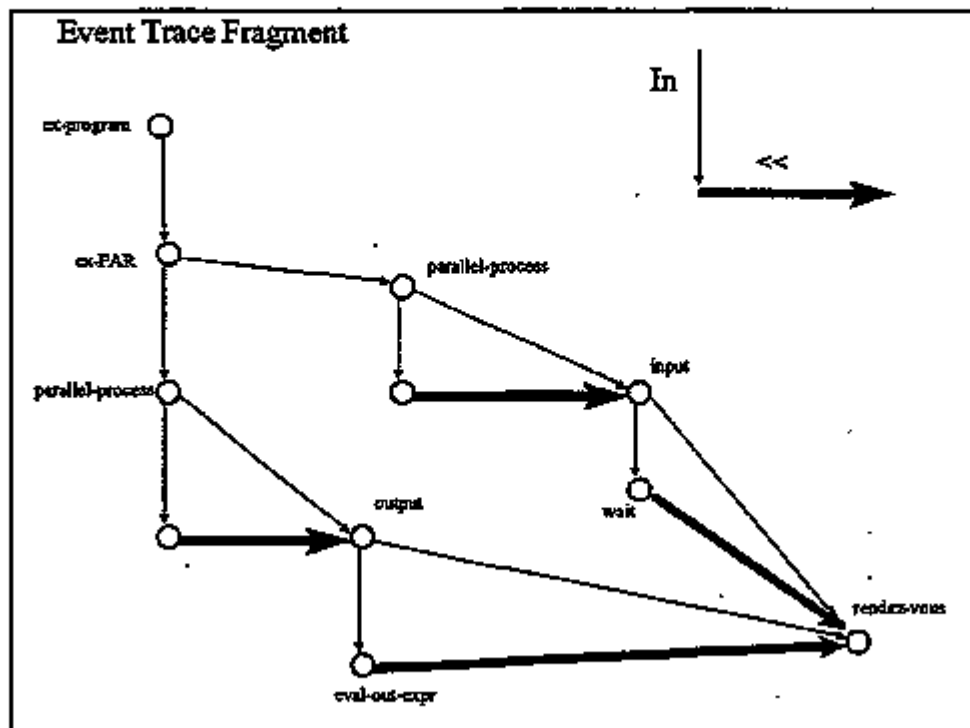 Event Trace Fragment
In
<<
ex-program
ex-PAR
parallel-process
input
parallel-process
output
wait
rendez-vous
eval-out-expr